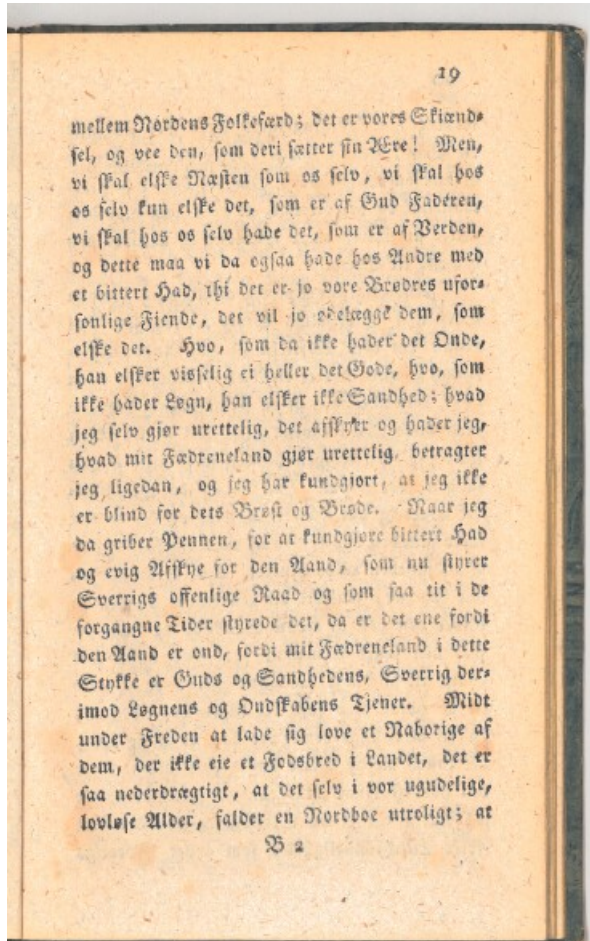 19
mellem Nordens Folkefærd; det er vores Skiænd-
sel, og vee den, som deri sætter sin Ære! Men,
vi skal elske Næsten som os selv, vi skal hos
os selv kun elske det, som er af Gud Faderen,
vi skal hos os selv hade det, som er af Verden,
og dette maa vi da ogsaa hade hos Andre med
et bittert Had, thi det er jo vore Brødres ufor-
sonlige Fiende, det vil jo ødelægge dem, som
elske det. Hvo, som da ikke hader det Onde,
han elsker visselig ei heller det Gode, hvo, som
ikke hader Løgn, han elsker ikke Sandhed; hvad
jeg selv gjør urettelig, det afskyer og hader jeg,
hvad mit Fædreneland gjør urettelig betragter
jeg ligedan, og jeg har kundgjort, at jeg ikke
er blind for dets Brøst og Brøde. Naar jeg
da griber Pennen, for at kundgjøre bittert Had
og evig Afskye for den Aand, som nu styrer
Sverrigs offenlige Raad og som saa tit i de
forgangne Tider styrede det, da er det ene fordi
den Aand er ond, fordi mit Fædreneland i dette
Stykke er Guds og Sandhedens, Sverrig der-
imod Løgnens og Ondskabens Tjener. Midt
under Freden at lade sig love et Naborige af
dem, der ikke eie et Fodsbred i Landet, det er
saa nederdrægtigt, at det selv i vor ugudelige,
lovløse Alder, falder en Nordboe utroligt; at
B 2